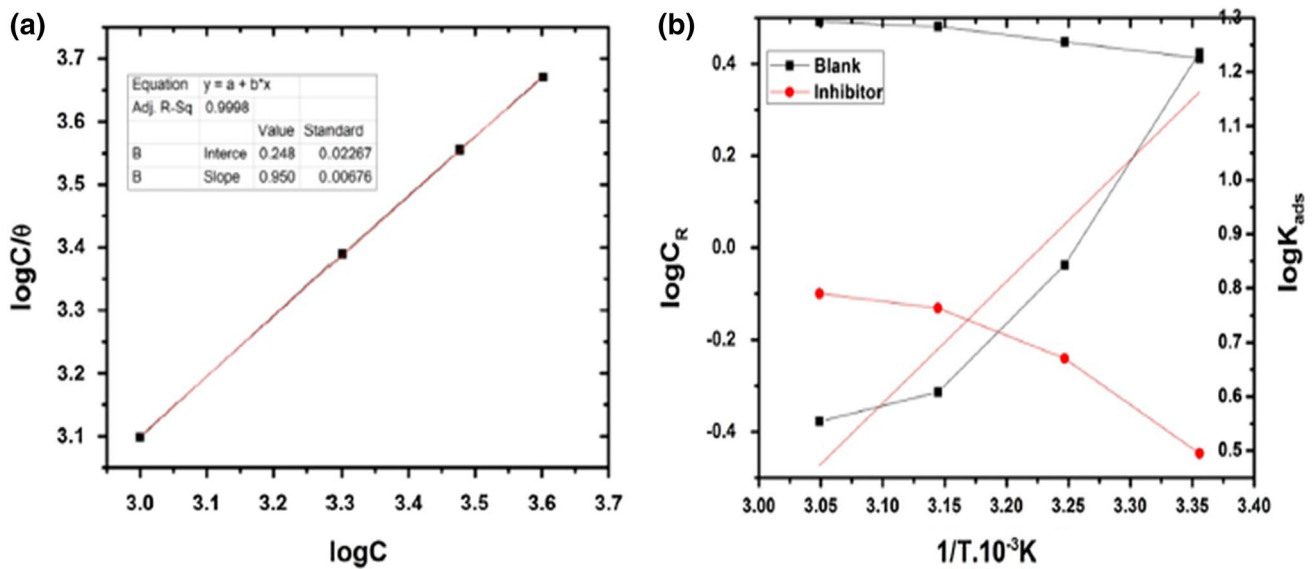 (a)
logC/θ
3.7
3.6
3.5
3.4
3.3
3.2
3.1
Equation y = a + b*x
Adj. R-Sq 0.9998
Value Standard
B Interce 0.248 0.02267
B Slope 0.950 0.00676
3.0 3.1 3.2 3.3 3.4 3.5 3.6 3.7
logC
(b)
logC_R
0.4
0.2
0.0
-0.2
-0.4
Blank
Inhibitor
1.3
1.2
1.1
1.0
0.9
0.8
0.7
0.6
0.5
logK_ads
3.00 3.05 3.10 3.15 3.20 3.25 3.30 3.35 3.40
1/T.10⁻³K